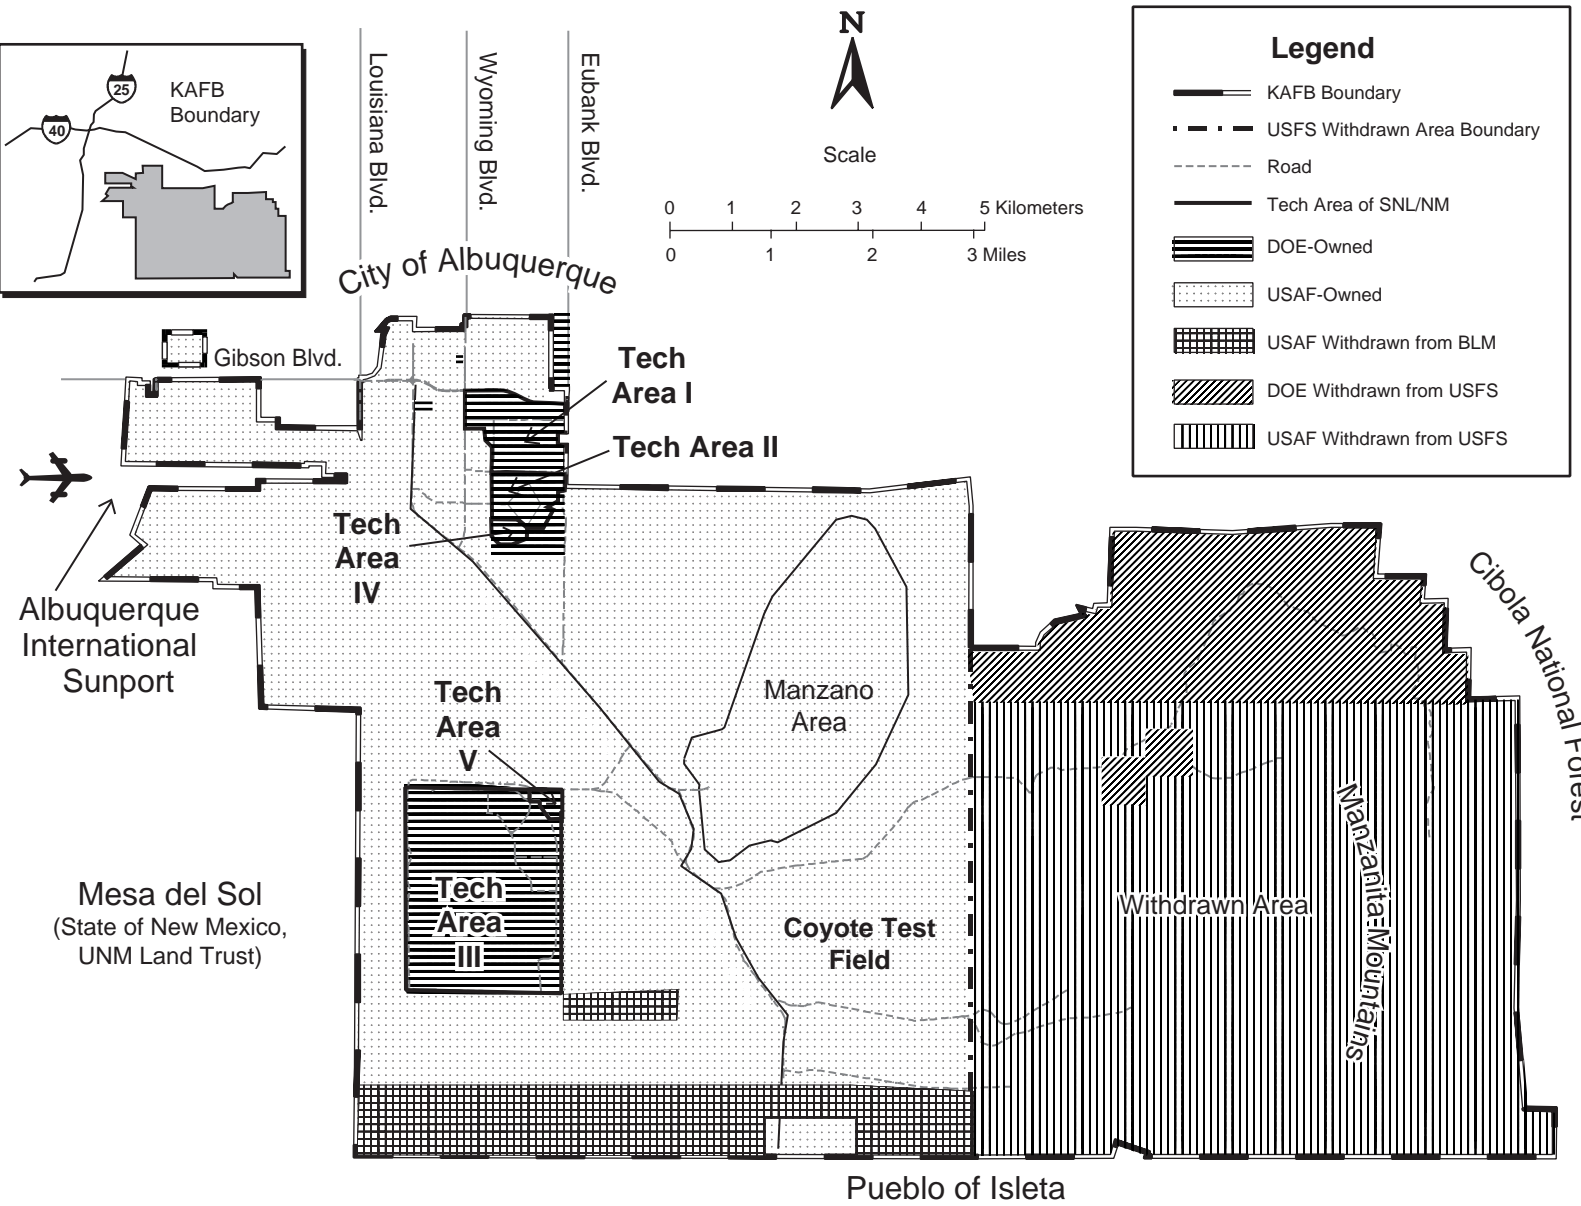 N
Scale
0 1 2 3 4 5 Kilometers
0 1 2 3 Miles
Legend
KAFB Boundary
USFS Withdrawn Area Boundary
Road
Tech Area of SNL/NM
DOE-Owned
USAF-Owned
USAF Withdrawn from BLM
DOE Withdrawn from USFS
USAF Withdrawn from USFS
25
40
KAFB
Boundary
Louisiana Blvd.
Wyoming Blvd.
Eubank Blvd.
City of Albuquerque
Gibson Blvd.
Tech
Area I
Tech Area II
Tech
Area
IV
Albuquerque
International
Sunport
Tech
Area
V
Manzano
Area
Cibola National Forest
Mesa del Sol
(State of New Mexico,
UNM Land Trust)
Tech
Area
III
Coyote Test
Field
Withdrawn Area
Manzanita Mountains
Pueblo of Isleta